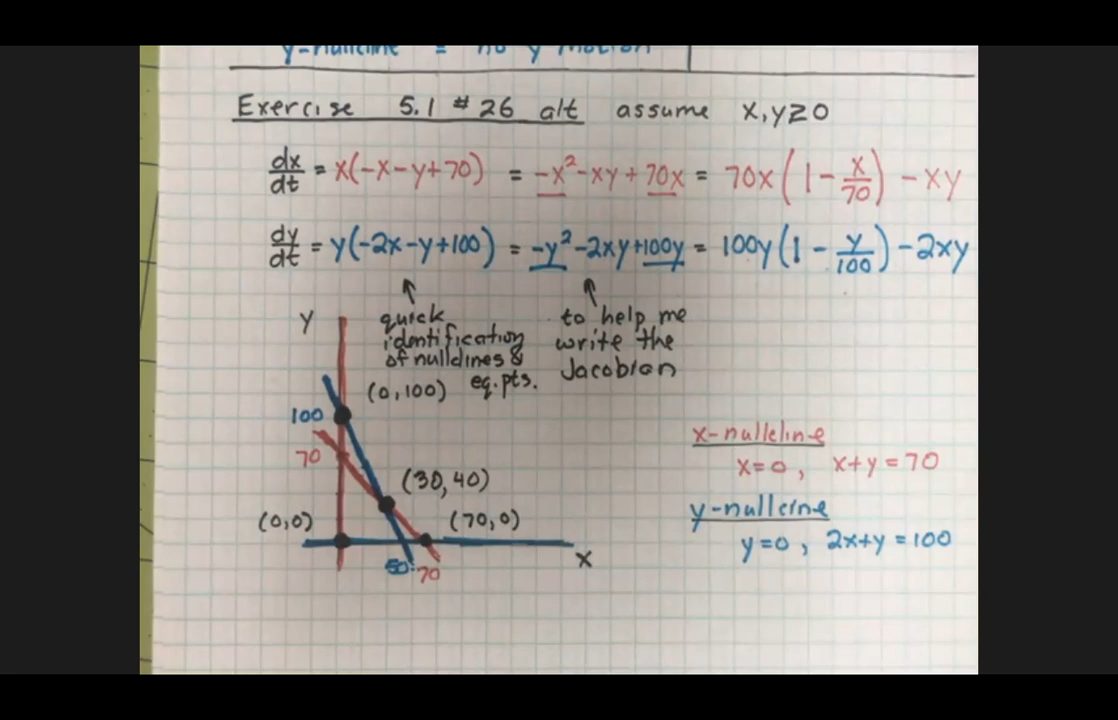 y-nullcline = no y motion
Exercise 5.1 #26 alt assume x,y≥0
dx/dt = x(-x-y+70) = -x²-xy+70x = 70x(1-x/70)-xy
dy/dt = y(-2x-y+100) = -y²-2xy+100y = 100y(1-y/100)-2xy
quick identification of nullclines & eq. pts.
to help me write the Jacobian
y
(0,100)
100
70
(30,40)
(0,0)
(70,0)
x
50
70
x-nullcline
x=0, x+y=70
y-nullcine
y=0, 2x+y=100